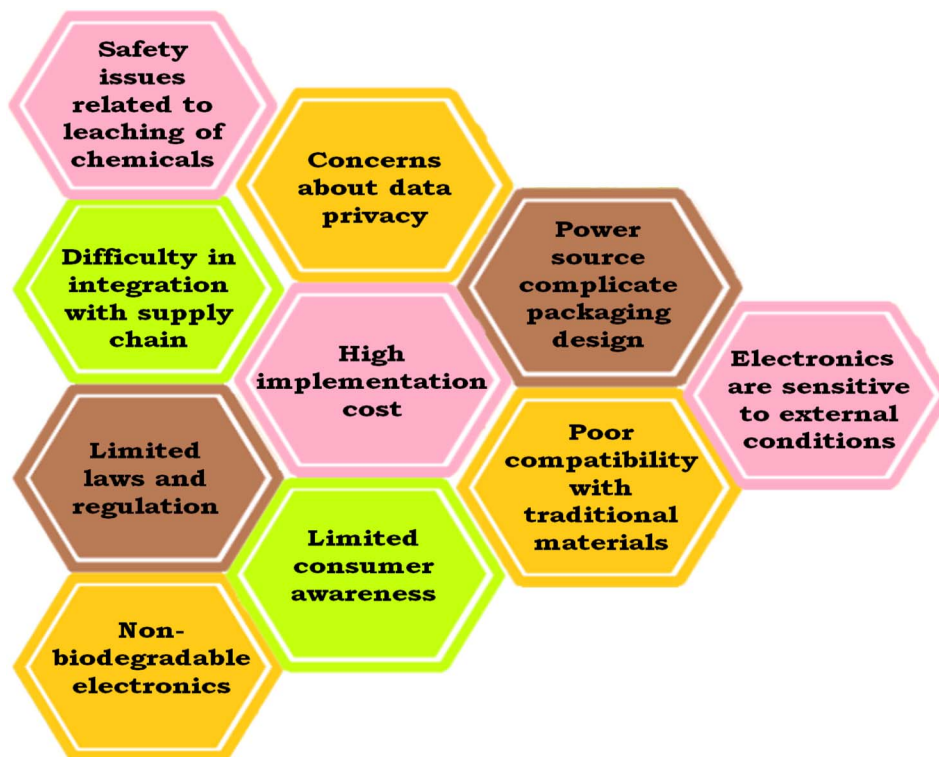 Safety
issues
related to
leaching of
chemicals
Concerns
about data
privacy
Power
source
complicate
packaging
design
Difficulty in
integration
with supply
chain
High
implementation
cost
Electronics
are sensitive
to external
conditions
Limited
laws and
regulation
Poor
compatibility
with
traditional
materials
Limited
consumer
awareness
Non-
biodegradable
electronics